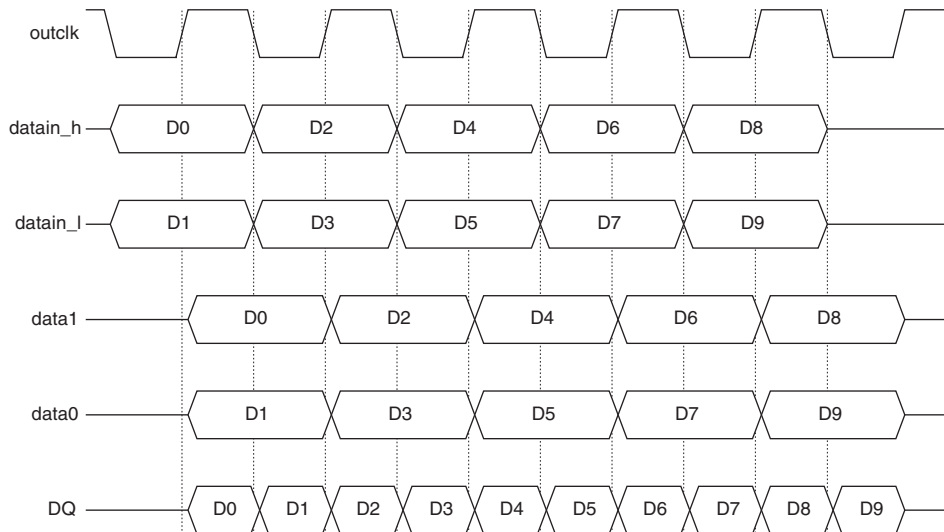 outclk
datain_h D0 D2 D4 D6 D8
datain_l D1 D3 D5 D7 D9
data1 D0 D2 D4 D6 D8
data0 D1 D3 D5 D7 D9
DQ D0 D1 D2 D3 D4 D5 D6 D7 D8 D9